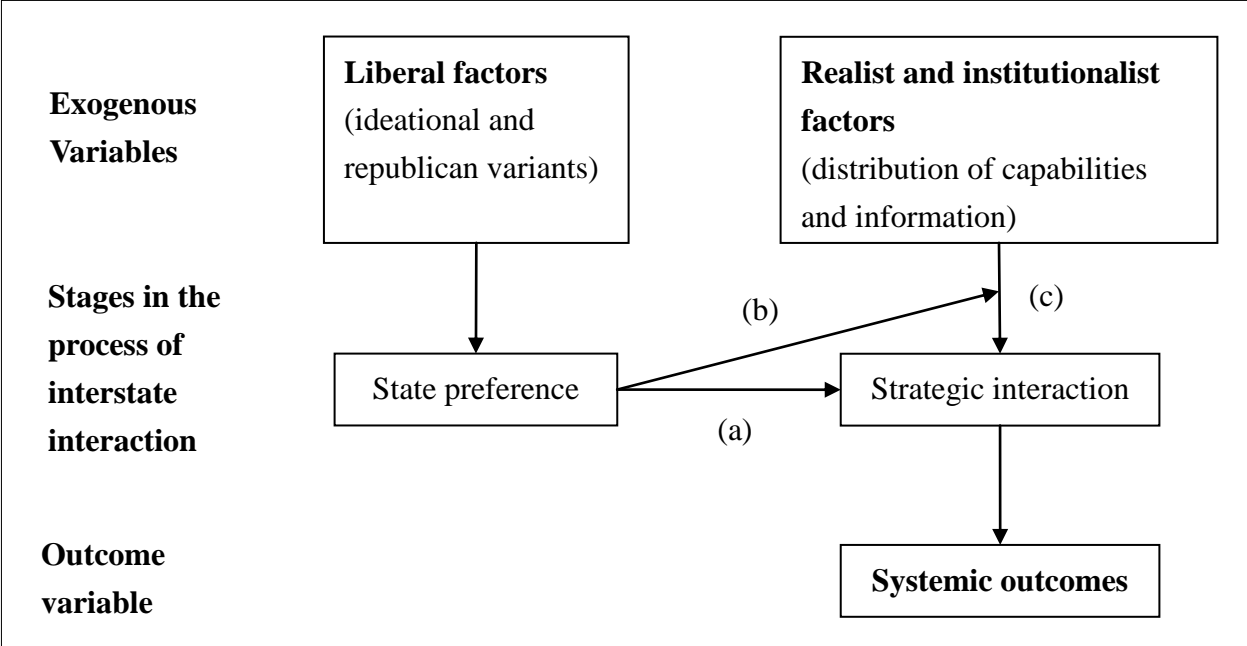 Exogenous
Variables
Liberal factors
(ideational and
republican variants)
Realist and institutionalist
factors
(distribution of capabilities
and information)
Stages in the
process of
interstate
interaction
(b)
(c)
State preference
Strategic interaction
(a)
Outcome
variable
Systemic outcomes